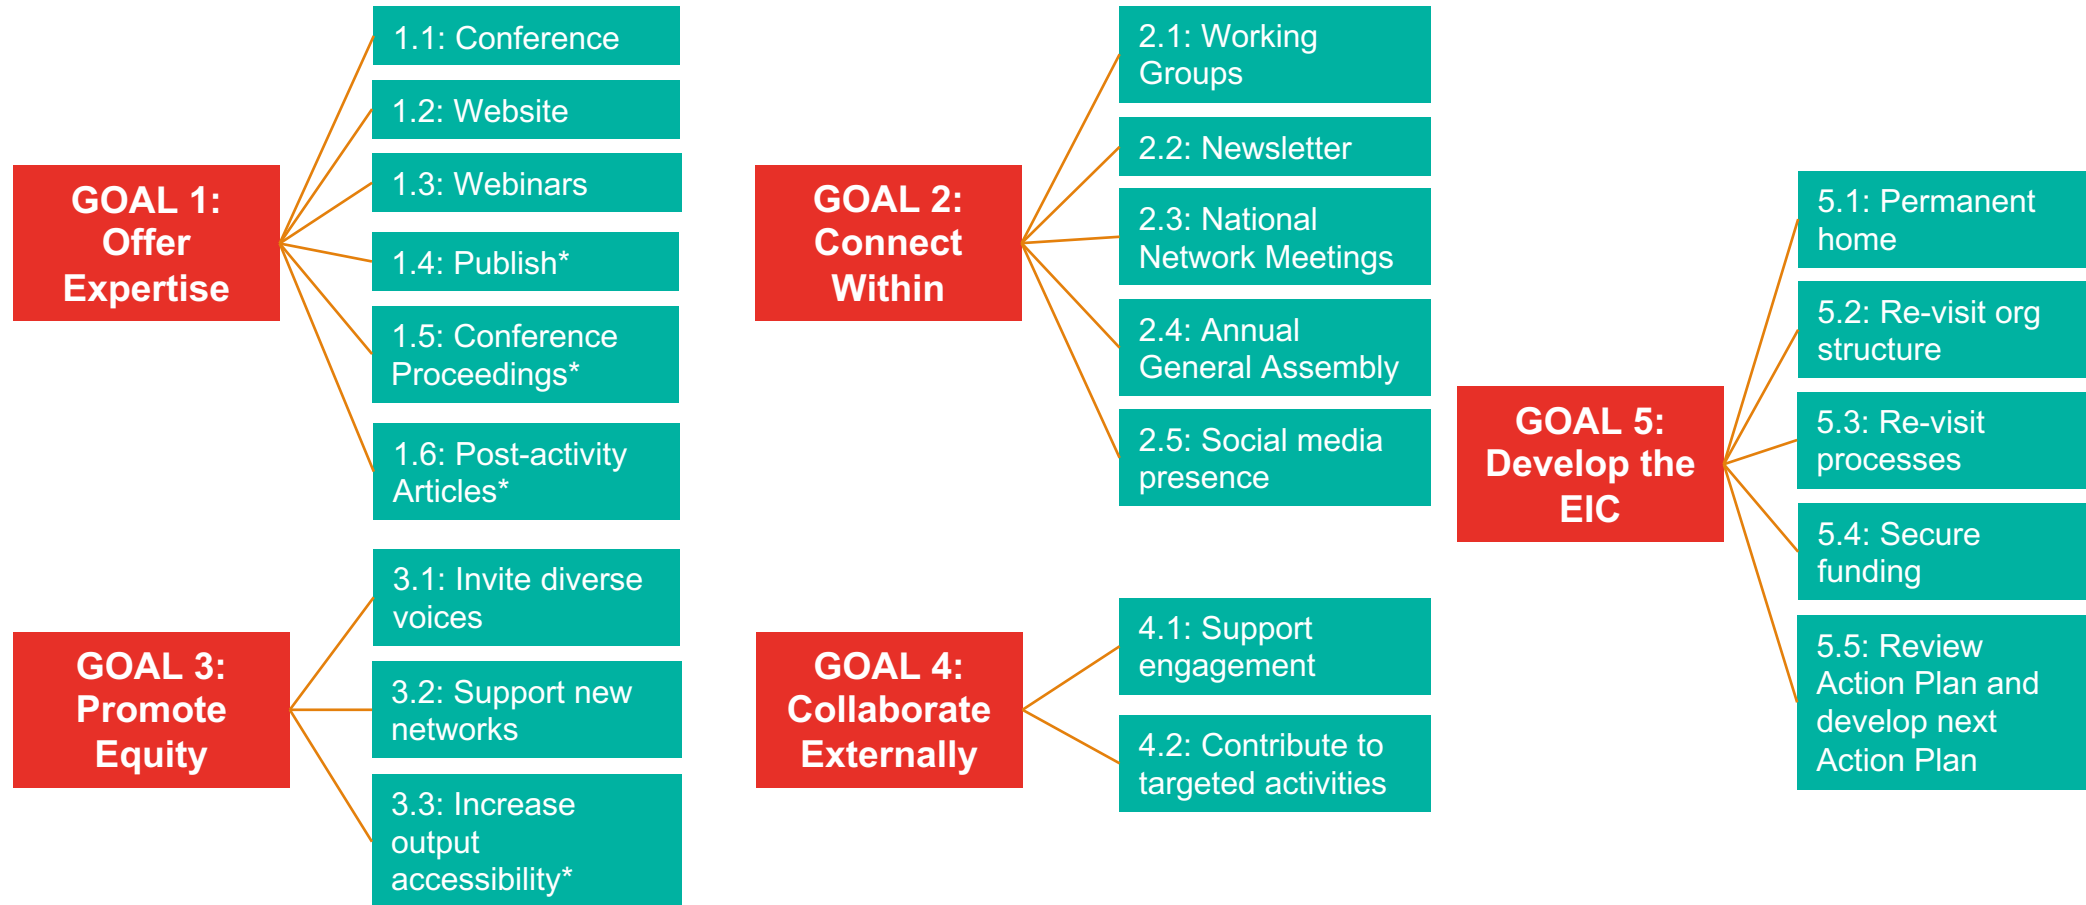 GOAL 1:
Offer
Expertise
1.1: Conference
1.2: Website
1.3: Webinars
1.4: Publish*
1.5: Conference
Proceedings*
1.6: Post-activity
Articles*
GOAL 2:
Connect
Within
2.1: Working
Groups
2.2: Newsletter
2.3: National
Network Meetings
2.4: Annual
General Assembly
2.5: Social media
presence
GOAL 3:
Promote
Equity
3.1: Invite diverse
voices
3.2: Support new
networks
3.3: Increase
output
accessibility*
GOAL 4:
Collaborate
Externally
4.1: Support
engagement
4.2: Contribute to
targeted activities
GOAL 5:
Develop the
EIC
5.1: Permanent
home
5.2: Re-visit org
structure
5.3: Re-visit
processes
5.4: Secure
funding
5.5: Review
Action Plan and
develop next
Action Plan